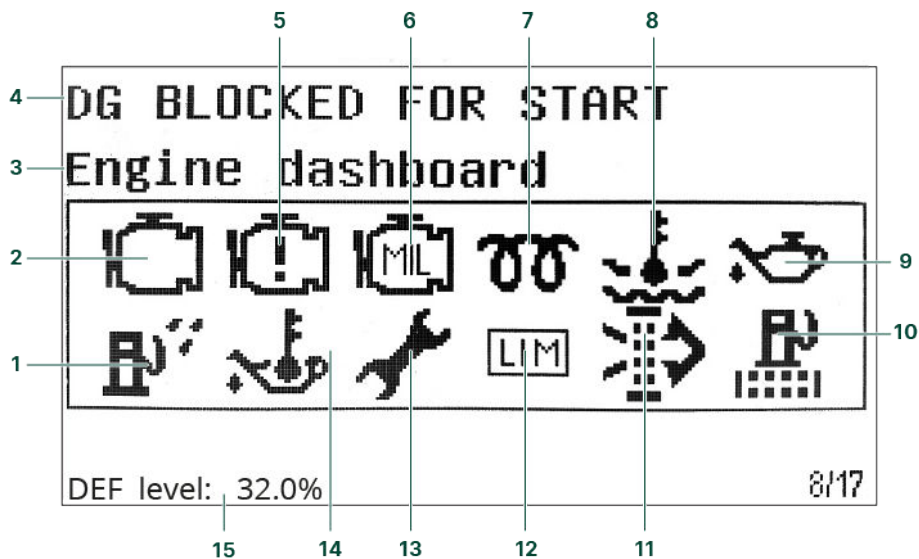 5 6 7 8
4 DG BLOCKED FOR START
3 Engine dashboard
2 MIL 9
1 LIM 10
DEF level: 32.0% 8/17
15 14 13 12 11